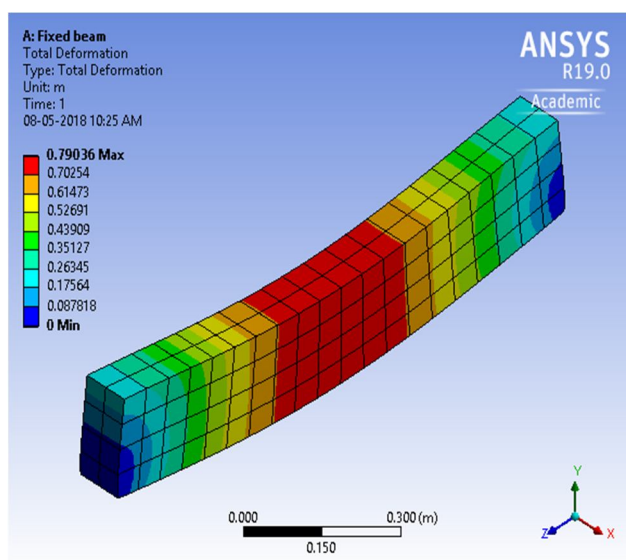 A: Fixed beam
Total Deformation
Type: Total Deformation
Unit: m
Time: 1
08-05-2018 10:25 AM
ANSYS
R19.0
Academic
0.79036 Max
0.70254
0.61473
0.52691
0.43909
0.35127
0.26345
0.17564
0.087818
0 Min
0.000 0.300 (m)
0.150
Y
Z X